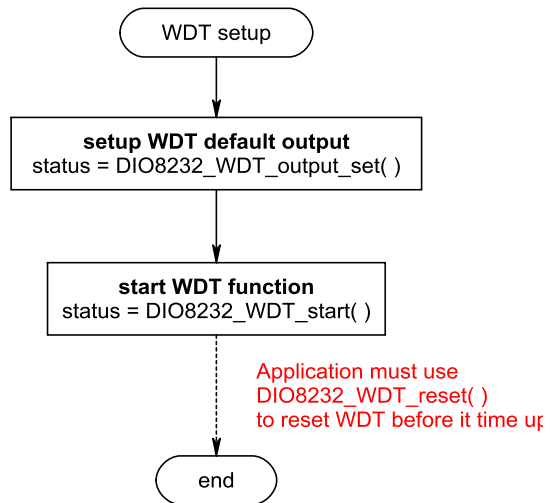 WDT setup
setup WDT default output
status = DIO8232_WDT_output_set( )
start WDT function
status = DIO8232_WDT_start( )
Application must use
DIO8232_WDT_reset( )
to reset WDT before it time up
end